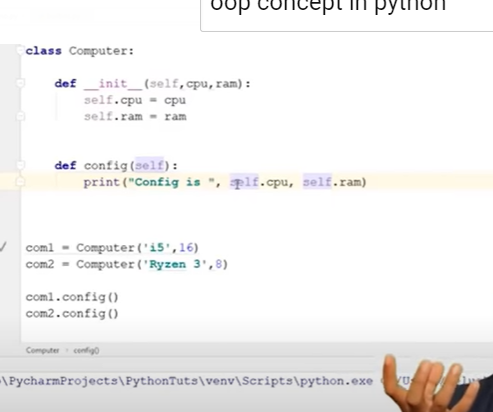 oop concept in python
class Computer:
def __init__(self,cpu,ram):
self.cpu = cpu
self.ram = ram
def config(self):
print("Config is ", self.cpu, self.ram)
com1 = Computer('i5',16)
com2 = Computer('Ryzen 3',8)
com1.config()
com2.config()
Computer › config()
\PycharmProjects\PythonTuts\venv\Scripts\python.exe